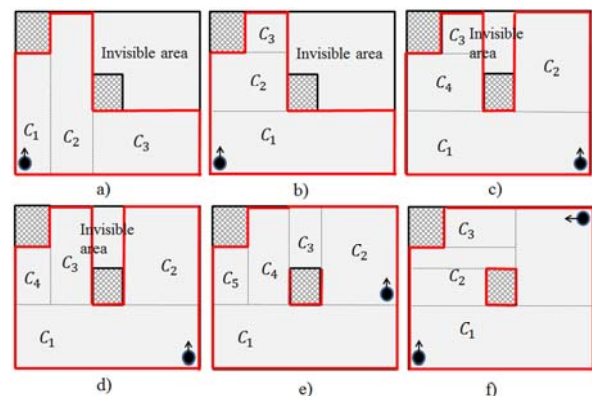 Invisible area
C₁
C₂
C₃
a)
C₃
Invisible area
C₂
C₁
b)
C₃
Invisible
area
C₂
C₄
C₁
c)
Invisible
area
C₄
C₃
C₂
C₁
d)
C₃
C₂
C₅
C₄
C₁
e)
C₃
C₂
C₁
f)